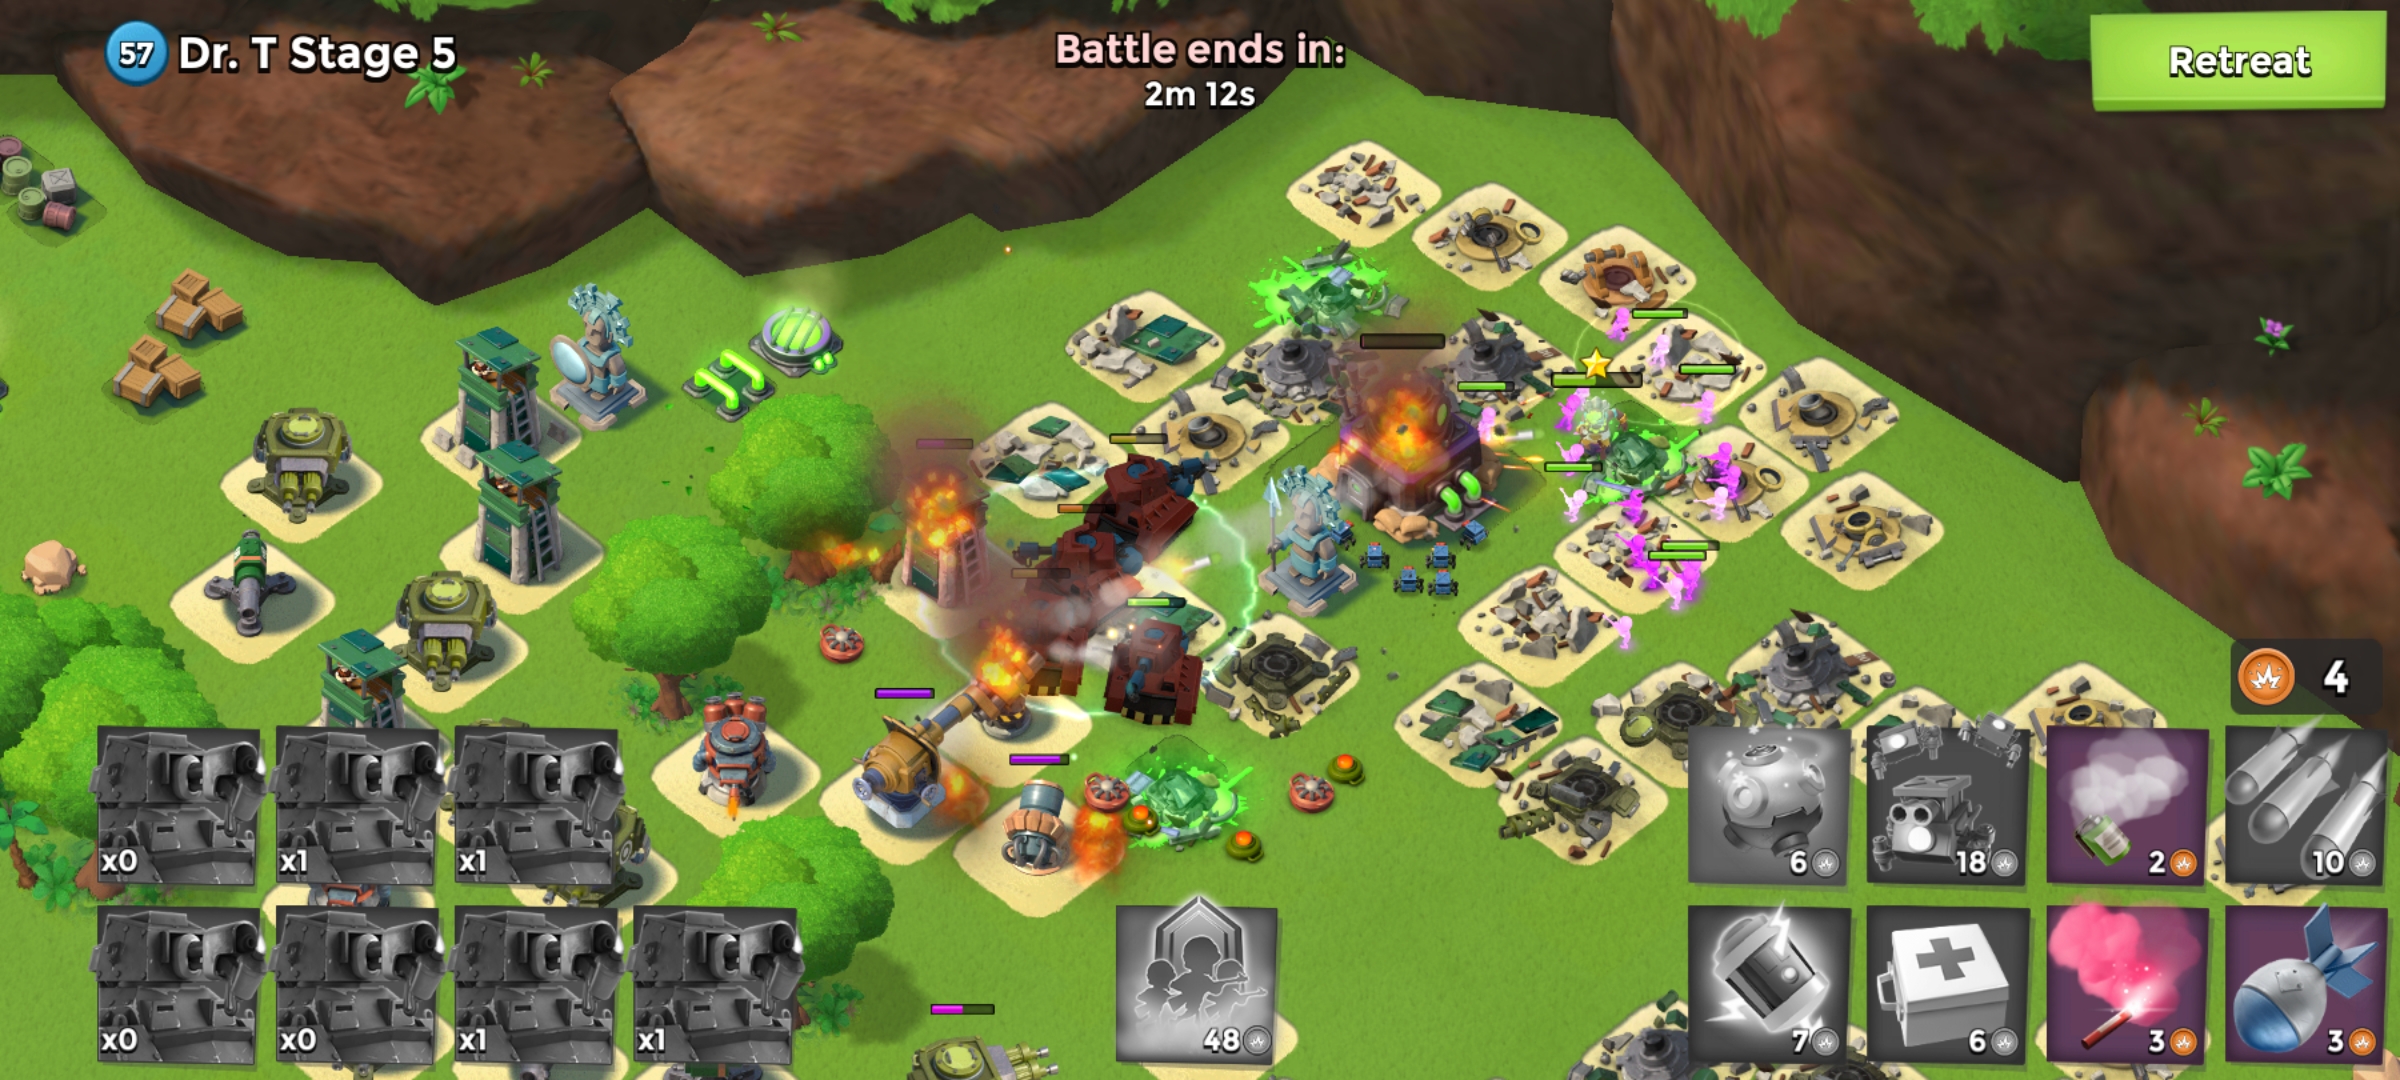 57 Dr. T Stage 5
Battle ends in:
2m 12s
Retreat
4
x0 x1 x1
6 18 2 10
x0 x0 x1 x1
48
7 6 3 3